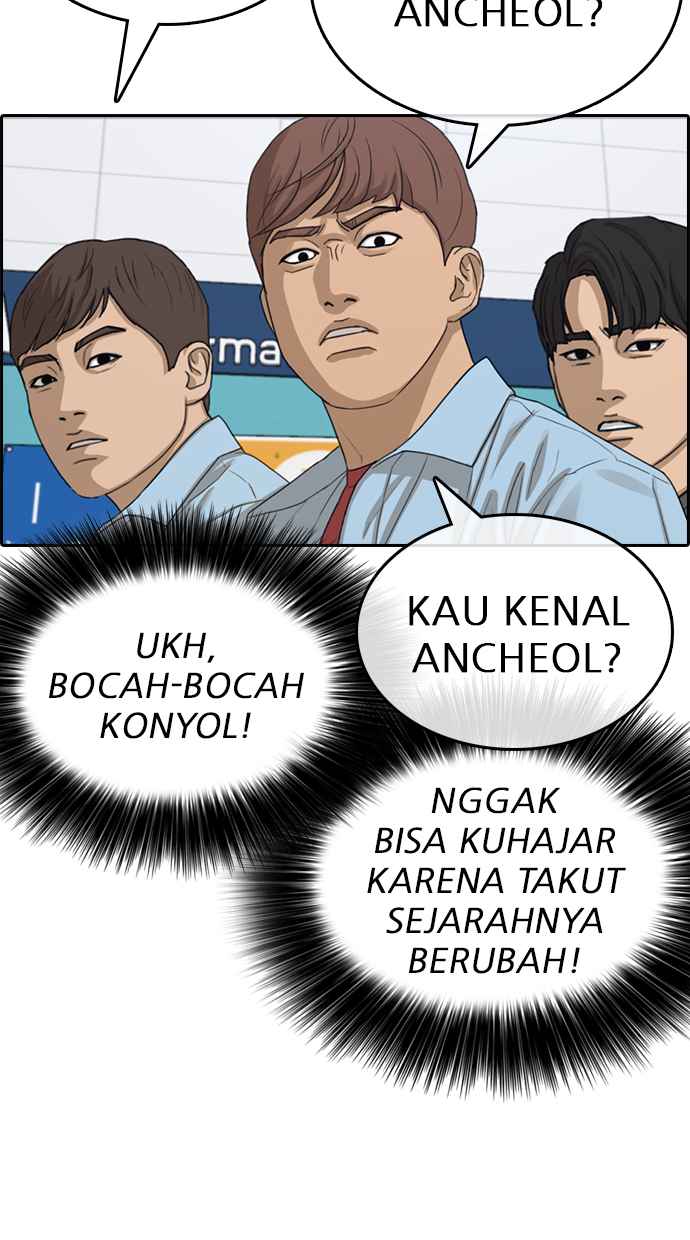 ANCHEOL?
rma
KAU KENAL
ANCHEOL?
UKH,
BOCAH-BOCAH
KONYOL!
NGGAK
BISA KUHAJAR
KARENA TAKUT
SEJARAHNYA
BERUBAH!